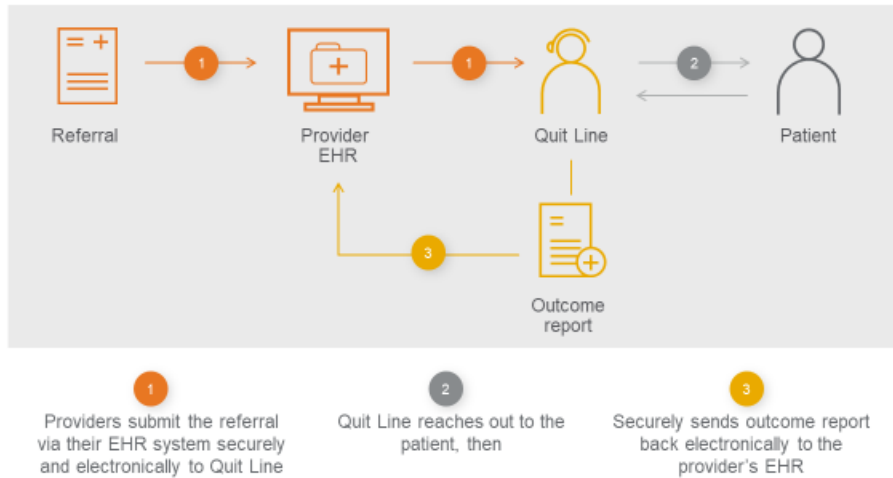 1
1
2
Referral
Provider
EHR
Quit Line
Patient
3
Outcome
report
1
Providers submit the referral
via their EHR system securely
and electronically to Quit Line
2
Quit Line reaches out to the
patient, then
3
Securely sends outcome report
back electronically to the
provider's EHR